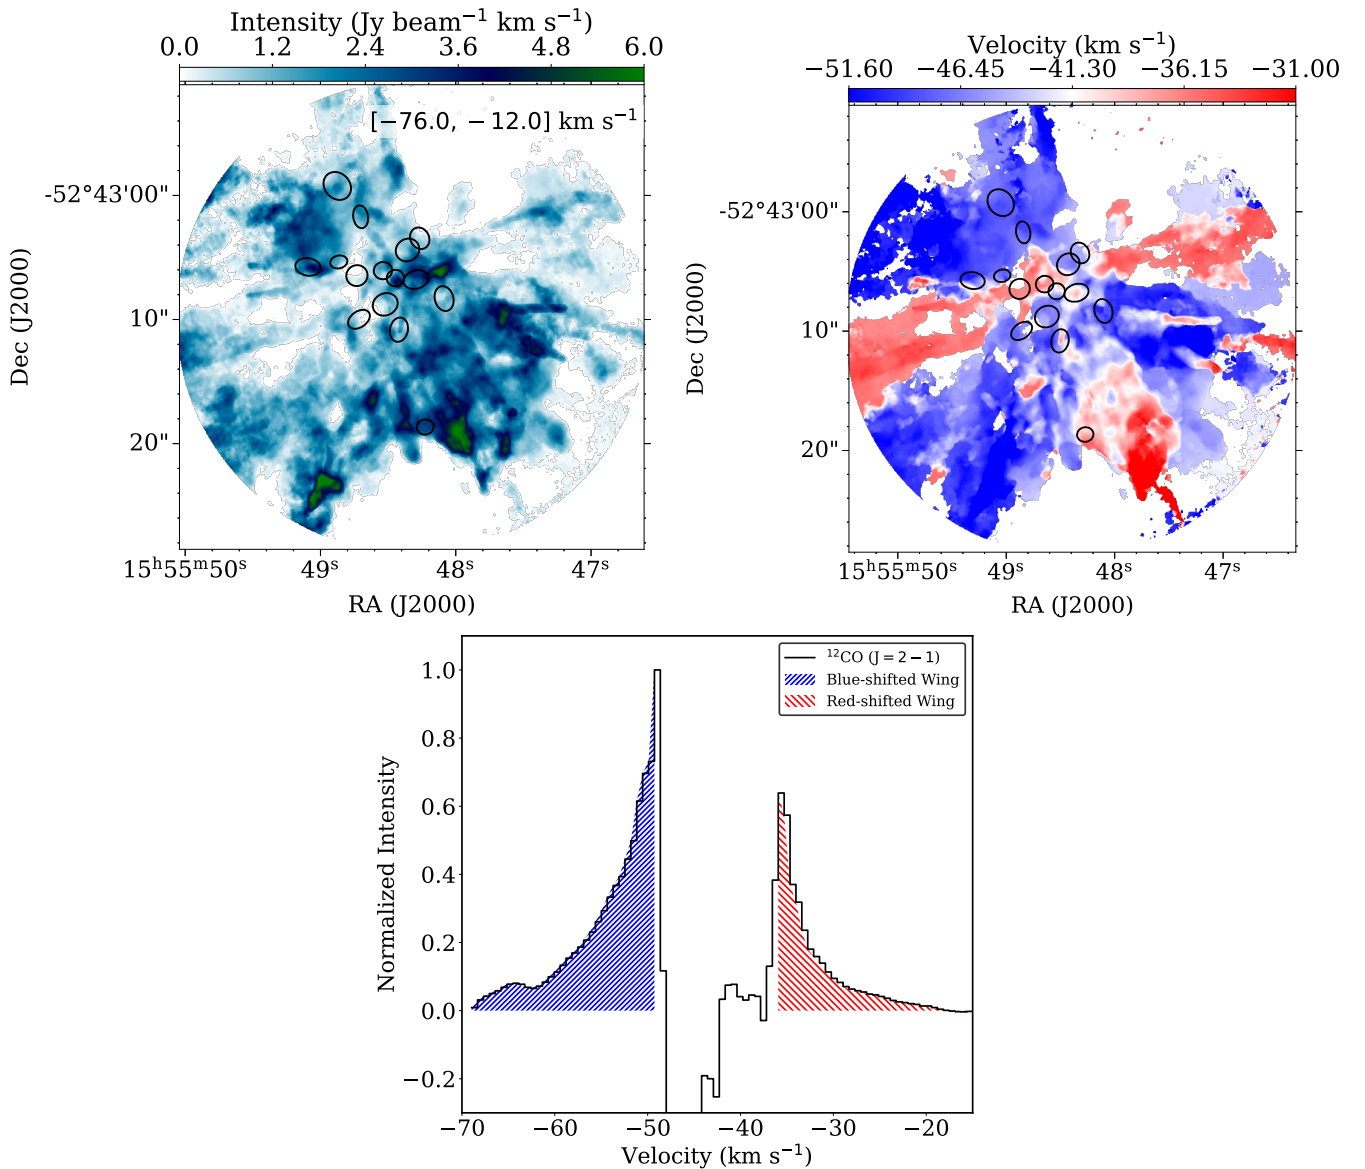 Intensity (Jy beam⁻¹ km s⁻¹)
0.0 1.2 2.4 3.6 4.8 6.0
[−76.0, −12.0] km s⁻¹
-52°43'00"
10"
20"
Dec (J2000)
15ʰ55ᵐ50ˢ 49ˢ 48ˢ 47ˢ
RA (J2000)
Velocity (km s⁻¹)
−51.60 −46.45 −41.30 −36.15 −31.00
-52°43'00"
10"
20"
Dec (J2000)
15ʰ55ᵐ50ˢ 49ˢ 48ˢ 47ˢ
RA (J2000)
¹²CO (J = 2 − 1)
Blue-shifted Wing
Red-shifted Wing
1.0
0.8
0.6
0.4
0.2
0.0
−0.2
Normalized Intensity
−70 −60 −50 −40 −30 −20
Velocity (km s⁻¹)